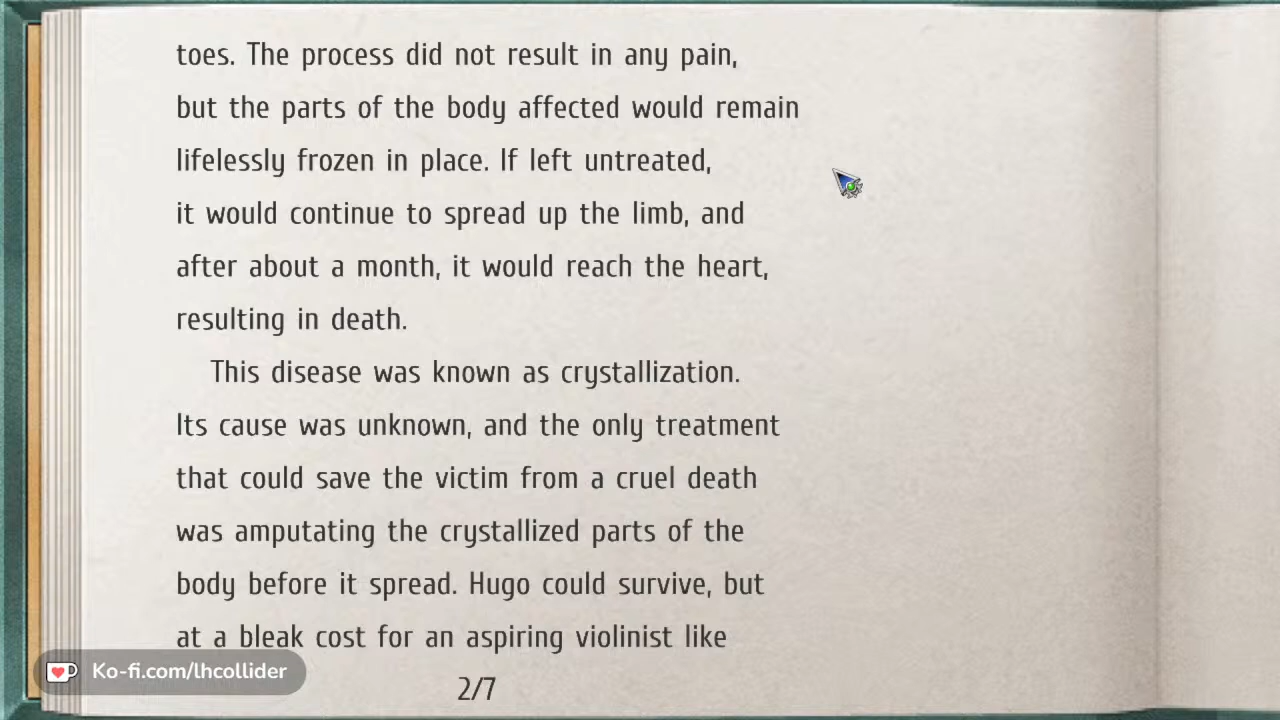 toes. The process did not result in any pain,
but the parts of the body affected would remain
lifelessly frozen in place. If left untreated,
it would continue to spread up the limb, and
after about a month, it would reach the heart,
resulting in death.
This disease was known as crystallization.
Its cause was unknown, and the only treatment
that could save the victim from a cruel death
was amputating the crystallized parts of the
body before it spread. Hugo could survive, but
at a bleak cost for an aspiring violinist like
Ko-fi.com/lhcollider
2/7